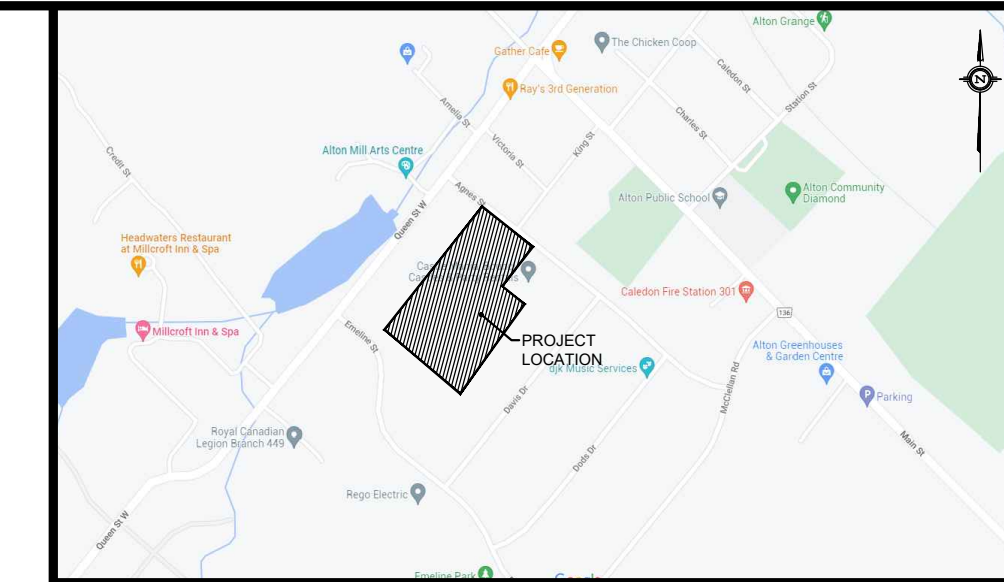 Alton Grange
The Chicken Coop
Gather Cafe
Ray's 3rd Generation
Caledon St
Station St
N
Amelia St
Charles St
Victoria St
King St
Alton Mill Arts Centre
Credit St
Agnes St
Alton Public School
Alton Community
Diamond
Queen St W
Headwaters Restaurant
at Millcroft Inn & Spa
Caledon Fire Station 301
136
Millcroft Inn & Spa
Emeline St
PROJECT
LOCATION
Alton Greenhouses
& Garden Centre
djk Music Services
McClellan Rd
Parking
Davis Dr
Royal Canadian
Legion Branch 449
Main St
Dods Dr
Rego Electric
Queen St W
Emeline Park
Google